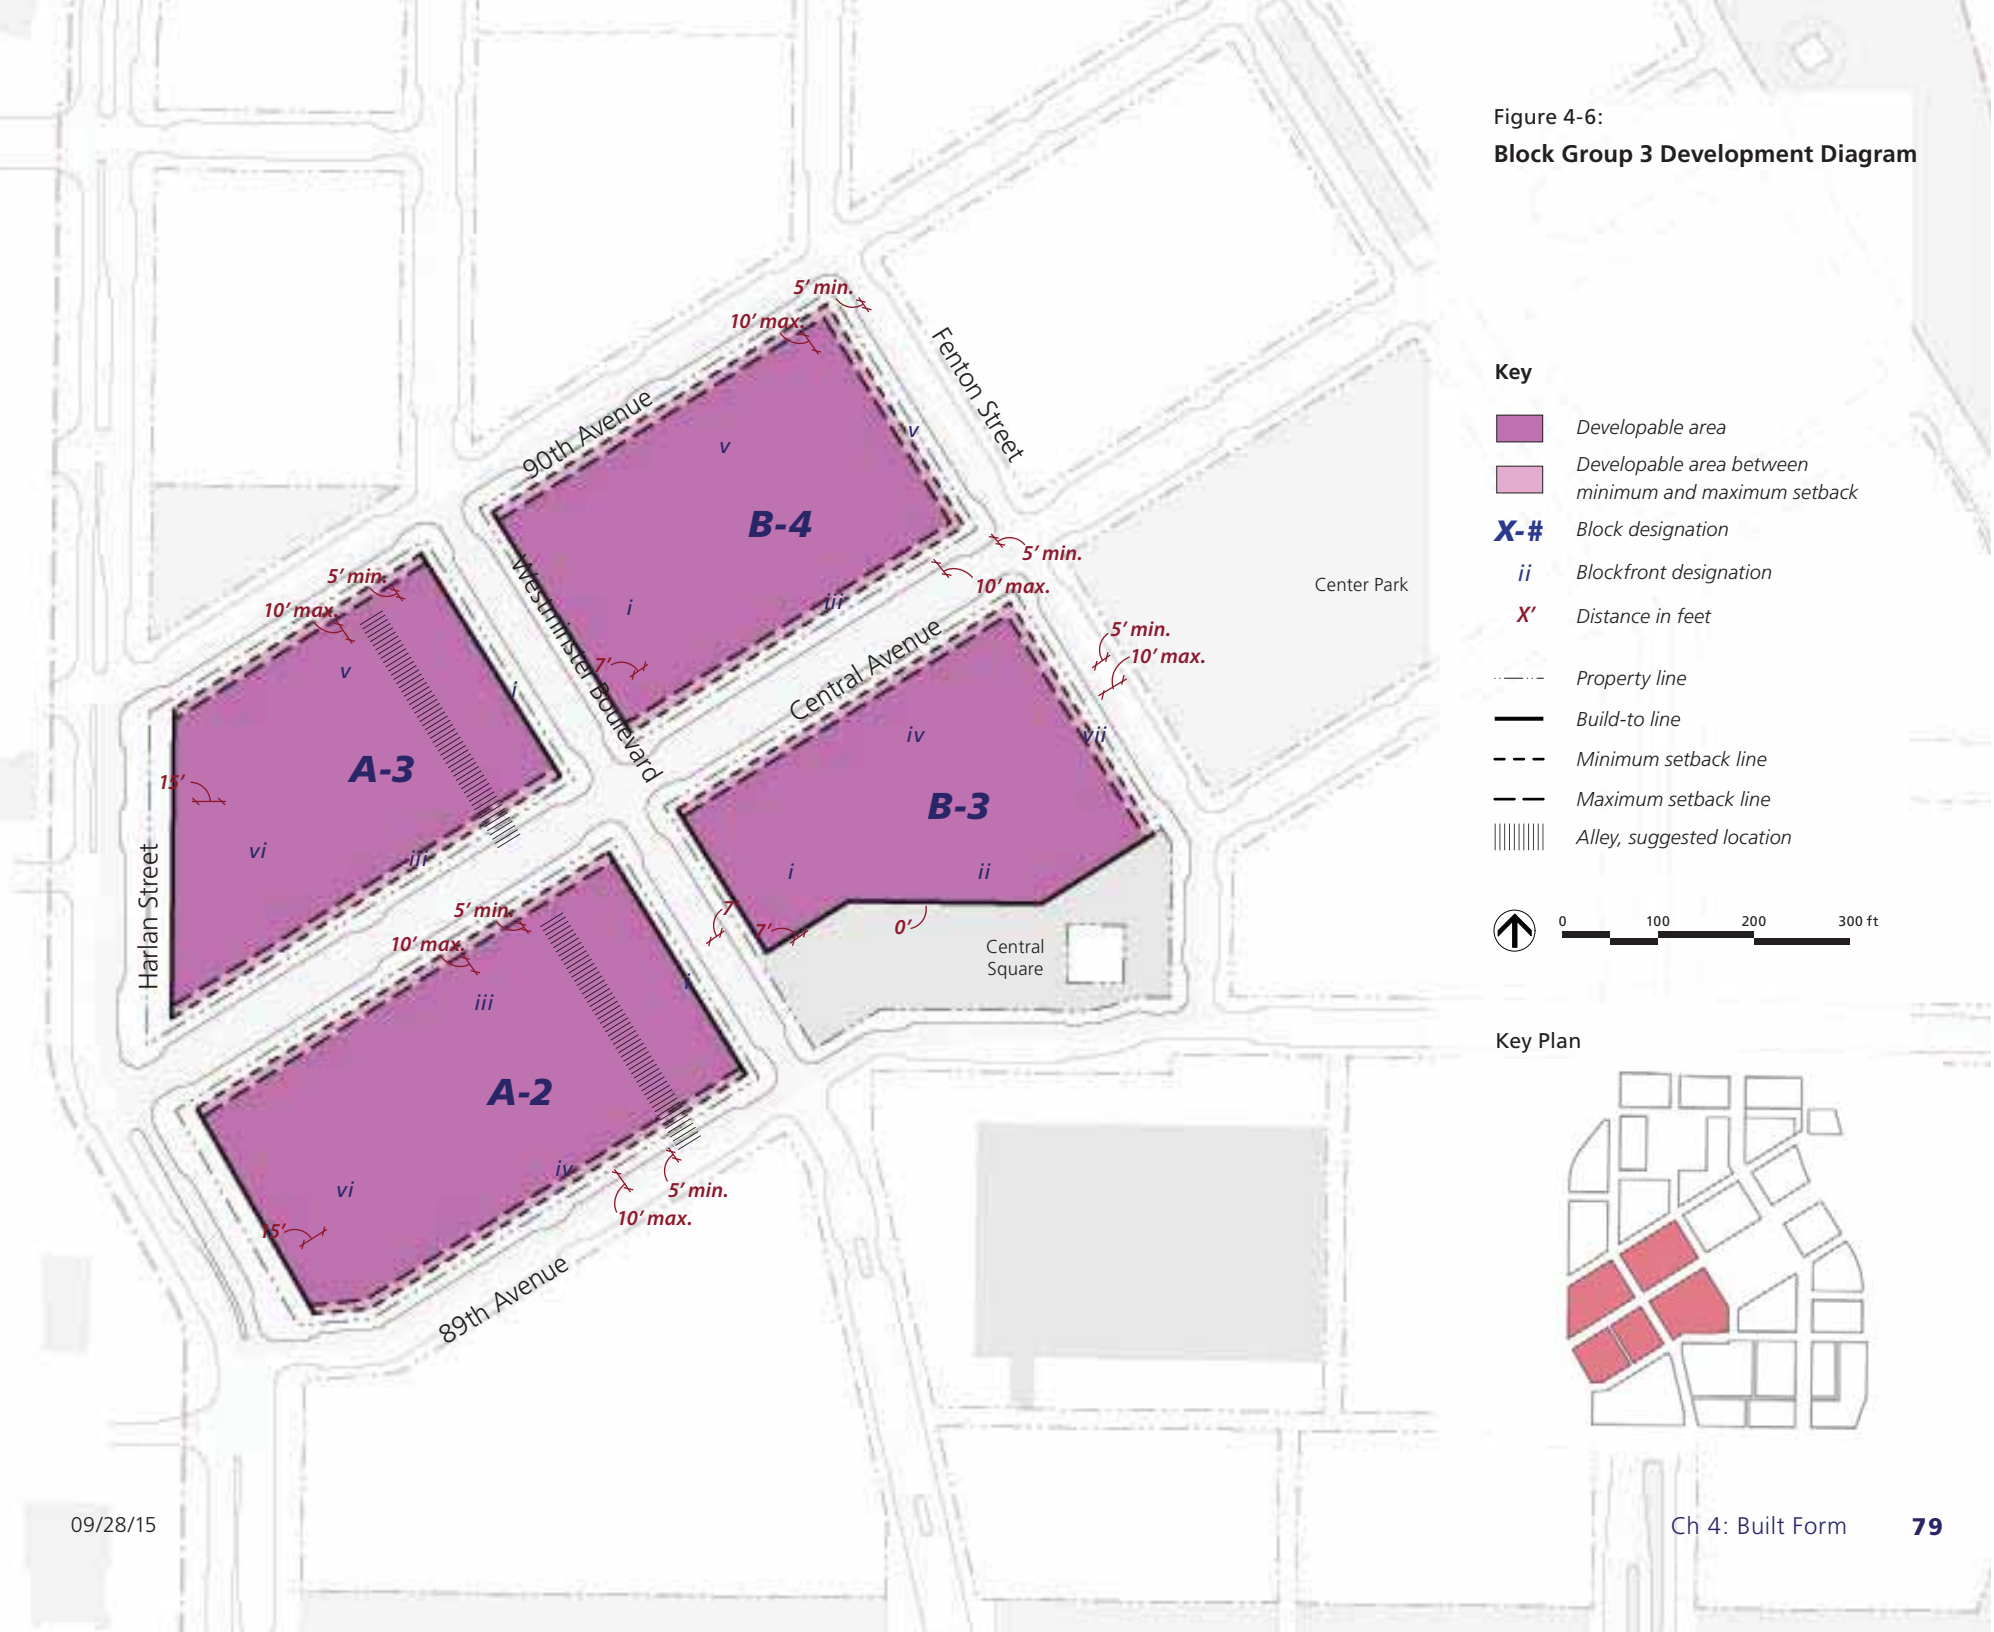 Figure 4-6:
Block Group 3 Development Diagram
5’ min.
10’ max.
Fenton Street
90th Avenue
v
v
B-4
5’ min.
10’ max.
i
iii
7’
Westminster Boulevard
Central Avenue
5’ min.
10’ max.
Center Park
5’ min.
10’ max.
v
i
A-3
15’
vi
iii
Harlan Street
iv
vii
B-3
i
ii
7’
0’
7
Central
Square
5’ min.
10’ max.
iii
i
A-2
vi
iv
15’
5’ min.
10’ max.
89th Avenue
Key
Developable area
Developable area between
minimum and maximum setback
X-# Block designation
ii Blockfront designation
X’ Distance in feet
Property line
Build-to line
Minimum setback line
Maximum setback line
Alley, suggested location
0 100 200 300 ft
Key Plan
09/28/15
Ch 4: Built Form 79